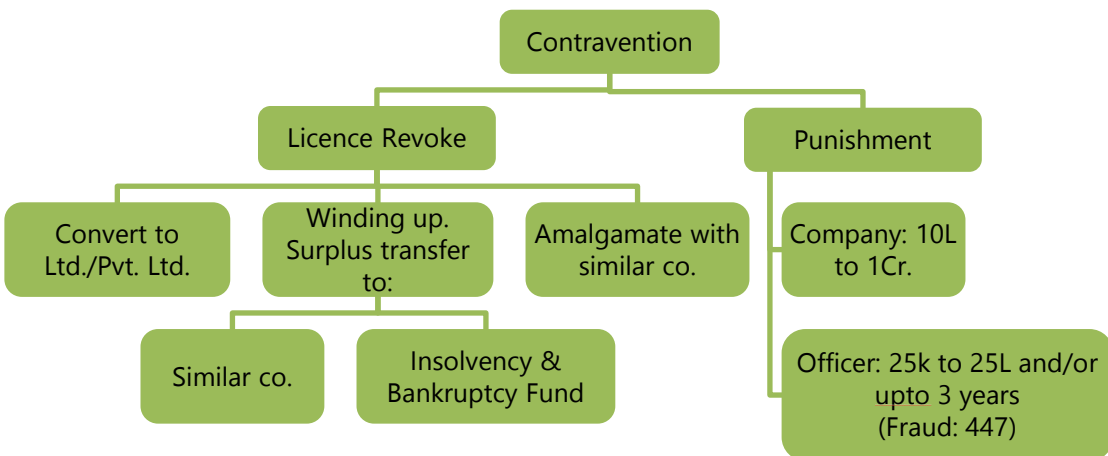 Contravention
Licence Revoke
Punishment
Convert to
Ltd./Pvt. Ltd.
Winding up.
Surplus transfer
to:
Amalgamate with
similar co.
Company: 10L
to 1Cr.
Similar co.
Insolvency &
Bankruptcy Fund
Officer: 25k to 25L and/or
upto 3 years
(Fraud: 447)